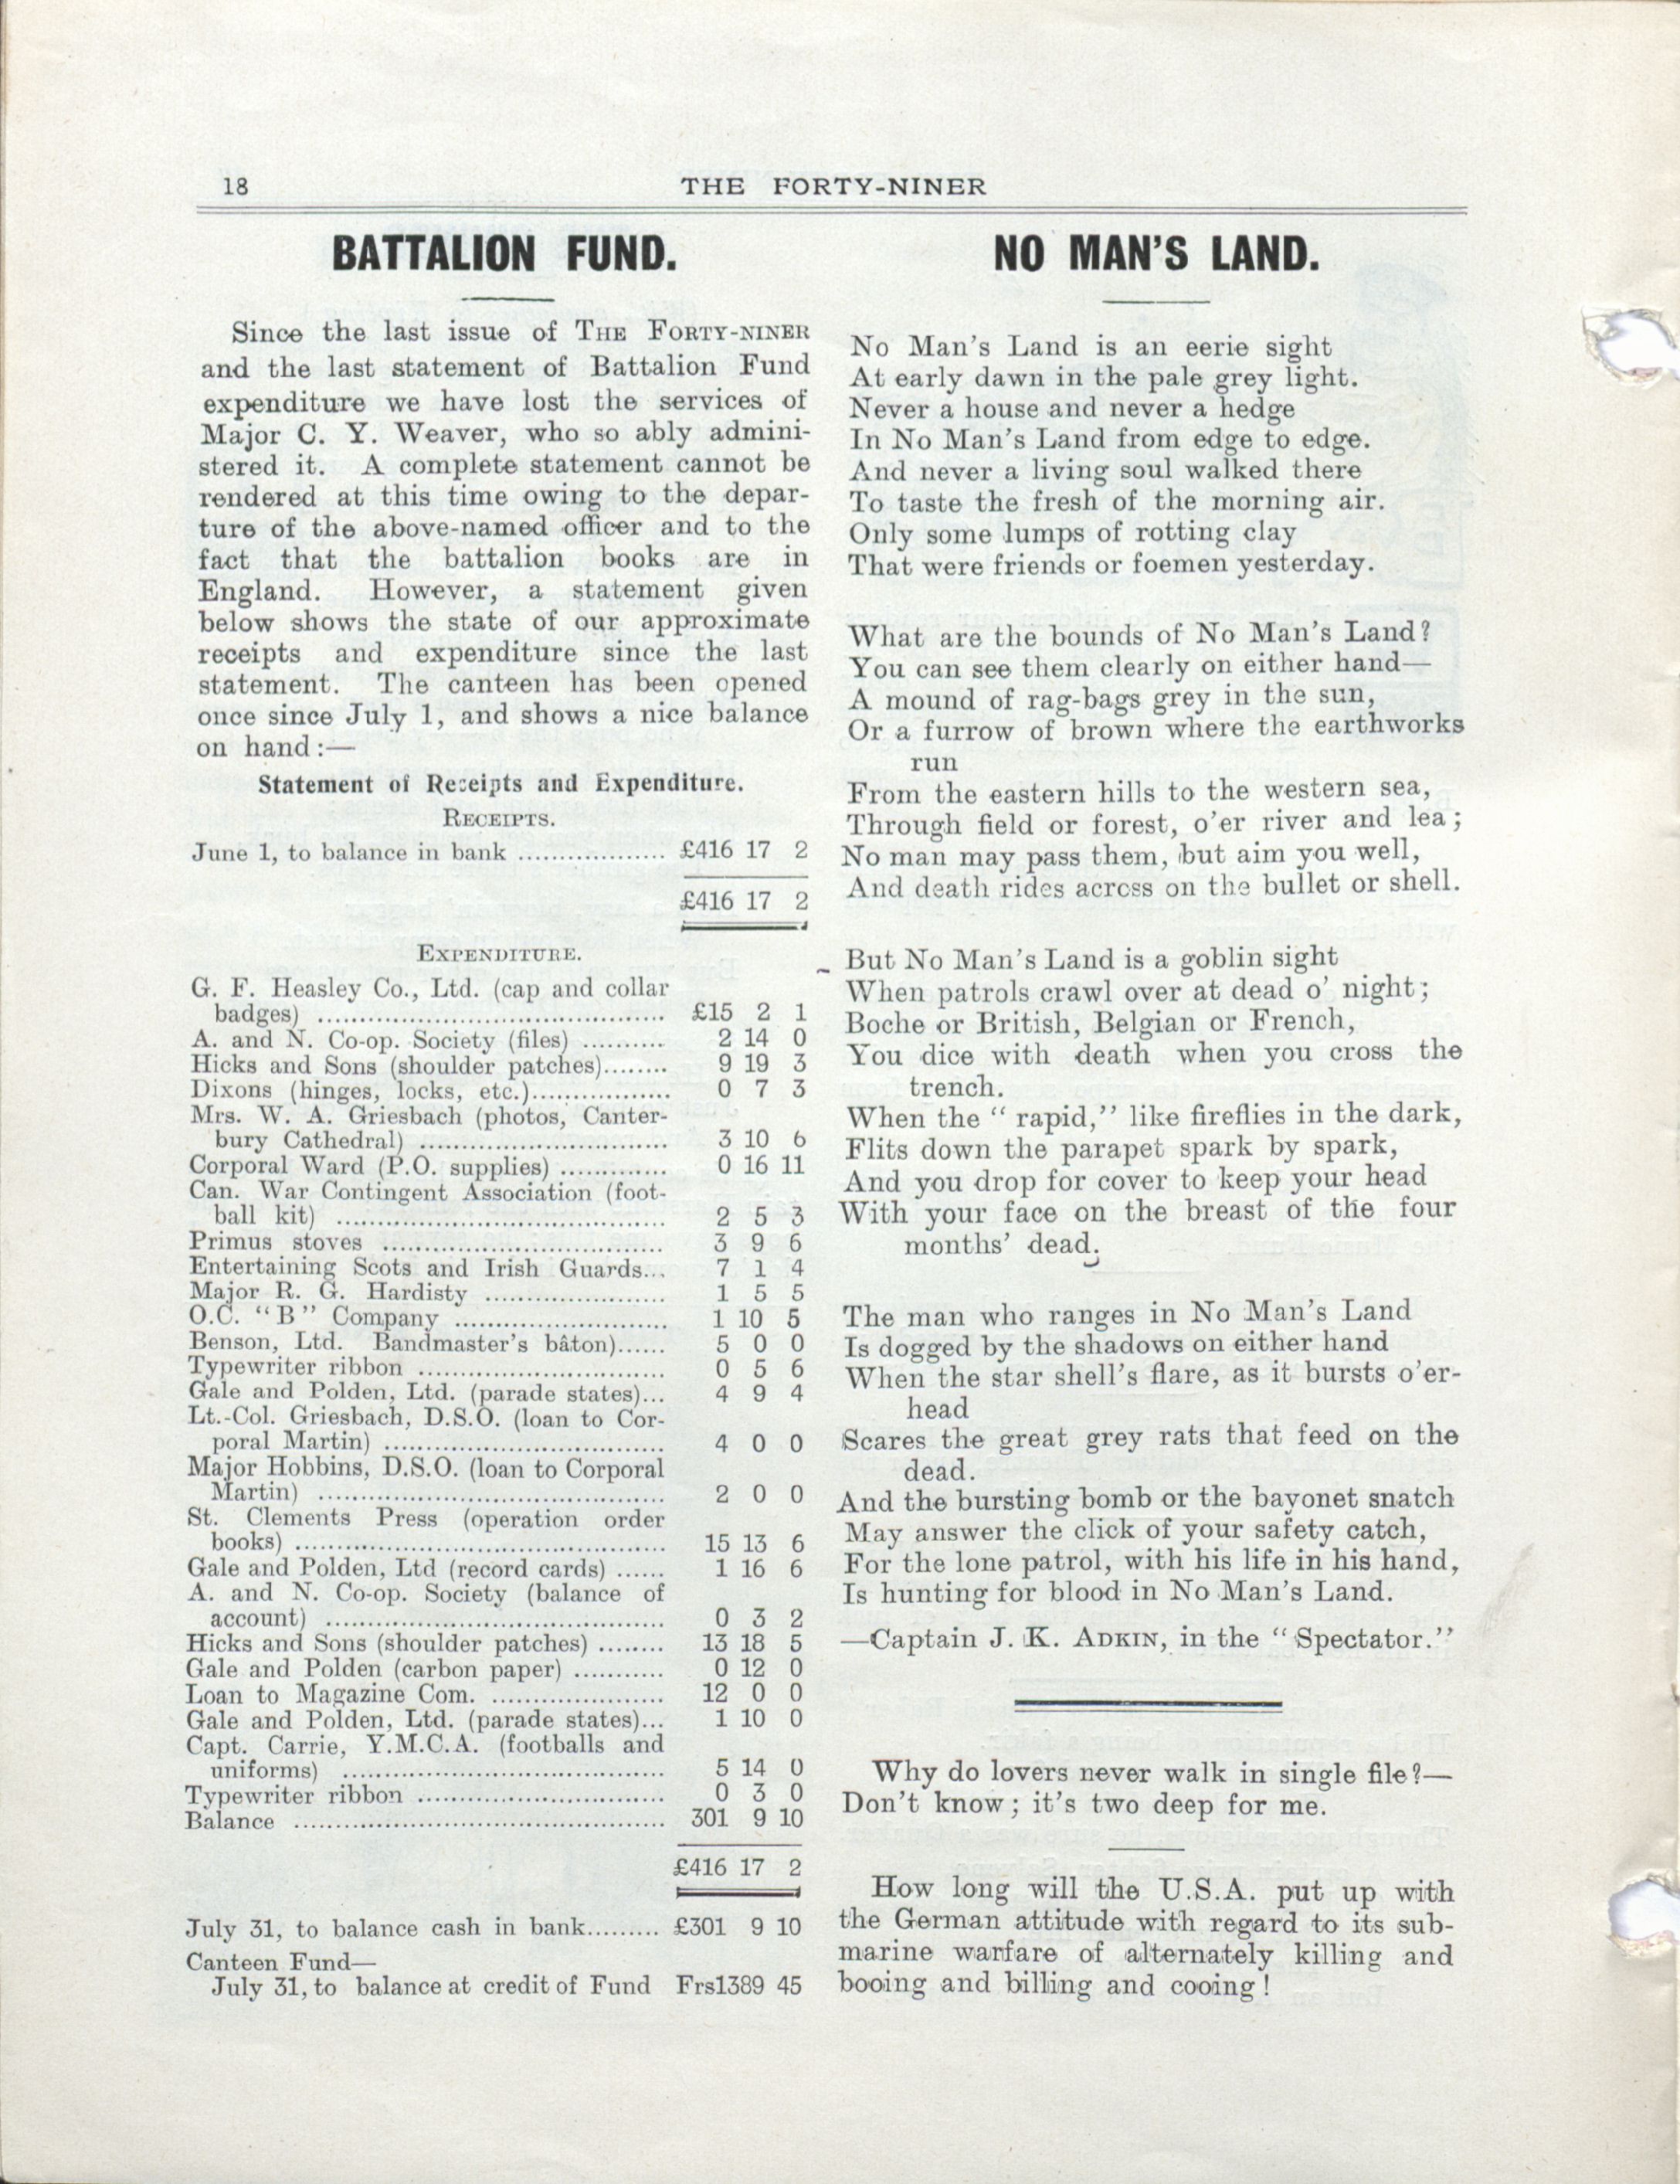 18
THE FORTY-NINER
BATTALION FUND.
Since the last issue of THE FORTY-NINER
and the last statement of Battalion Fund
expenditure we have lost the services of
Major C. Y. Weaver, who so ably admini-
stered it. A complete statement cannot be
rendered at this time owing to the depar-
ture of the above-named officer and to the
fact that the battalion books are in
England. However, a statement given
below shows the state of our approximate
receipts and expenditure since the last
statement. The canteen has been opened
once since July 1, and shows a nice balance
on hand :—
Statement of Receipts and Expenditure.
RECEIPTS.
June 1, to balance in bank .................. £416 17 2
£416 17 2
EXPENDITURE.
G. F. Heasley Co., Ltd. (cap and collar
badges) .......................................... £15 2 1
A. and N. Co-op. Society (files) .......... 2 14 0
Hicks and Sons (shoulder patches)........ 9 19 3
Dixons (hinges, locks, etc.)................. 0 7 3
Mrs. W. A. Griesbach (photos, Canter-
bury Cathedral) .............................. 3 10 6
Corporal Ward (P.O. supplies) ............. 0 16 11
Can. War Contingent Association (foot-
ball kit) ........................................ 2 5 3
Primus stoves .................................. 3 9 6
Entertaining Scots and Irish Guards... 7 1 4
Major R. G. Hardisty ...................... 1 5 5
O.C. “B” Company .......................... 1 10 5
Benson, Ltd. Bandmaster's bâton)...... 5 0 0
Typewriter ribbon .............................. 0 5 6
Gale and Polden, Ltd. (parade states)... 4 9 4
Lt.-Col. Griesbach, D.S.O. (loan to Cor-
poral Martin) .................................. 4 0 0
Major Hobbins, D.S.O. (loan to Corporal
Martin) .......................................... 2 0 0
St. Clements Press (operation order
books) ............................................. 15 13 6
Gale and Polden, Ltd (record cards) ...... 1 16 6
A. and N. Co-op. Society (balance of
account) ......................................... 0 3 2
Hicks and Sons (shoulder patches) ........ 13 18 5
Gale and Polden (carbon paper) ........... 0 12 0
Loan to Magazine Com. ..................... 12 0 0
Gale and Polden, Ltd. (parade states)... 1 10 0
Capt. Carrie, Y.M.C.A. (footballs and
uniforms) ....................................... 5 14 0
Typewriter ribbon .............................. 0 3 0
Balance ............................................. 301 9 10
£416 17 2
July 31, to balance cash in bank......... £301 9 10
Canteen Fund—
July 31, to balance at credit of Fund Frs1389 45
NO MAN'S LAND.
No Man's Land is an eerie sight
At early dawn in the pale grey light.
Never a house and never a hedge
In No Man's Land from edge to edge.
And never a living soul walked there
To taste the fresh of the morning air.
Only some lumps of rotting clay
That were friends or foemen yesterday.
What are the bounds of No Man's Land?
You can see them clearly on either hand—
A mound of rag-bags grey in the sun,
Or a furrow of brown where the earthworks
run
From the eastern hills to the western sea,
Through field or forest, o'er river and lea;
No man may pass them, but aim you well,
And death rides across on the bullet or shell.
But No Man's Land is a goblin sight
When patrols crawl over at dead o' night;
Boche or British, Belgian or French,
You dice with death when you cross the
trench.
When the “ rapid,” like fireflies in the dark,
Flits down the parapet spark by spark,
And you drop for cover to keep your head
With your face on the breast of the four
months' dead.
The man who ranges in No Man's Land
Is dogged by the shadows on either hand
When the star shell's flare, as it bursts o'er-
head
Scares the great grey rats that feed on the
dead.
And the bursting bomb or the bayonet snatch
May answer the click of your safety catch,
For the lone patrol, with his life in his hand,
Is hunting for blood in No Man's Land.
—Captain J. K. ADKIN, in the “ Spectator.”
Why do lovers never walk in single file?—
Don't know; it's two deep for me.
How long will the U.S.A. put up with
the German attitude with regard to its sub-
marine warfare of alternately killing and
booing and billing and cooing!